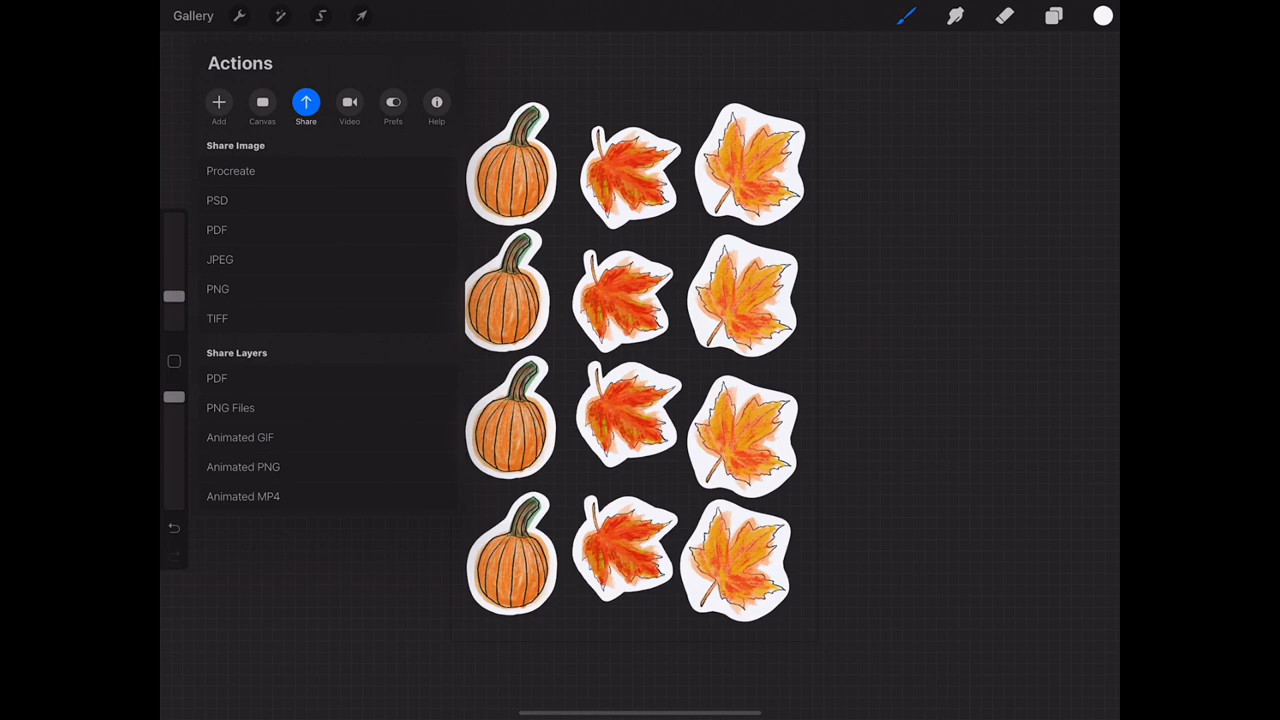 Gallery
Actions
Add Canvas Share Video Prefs Help
Share Image
Procreate
PSD
PDF
JPEG
PNG
TIFF
Share Layers
PDF
PNG Files
Animated GIF
Animated PNG
Animated MP4